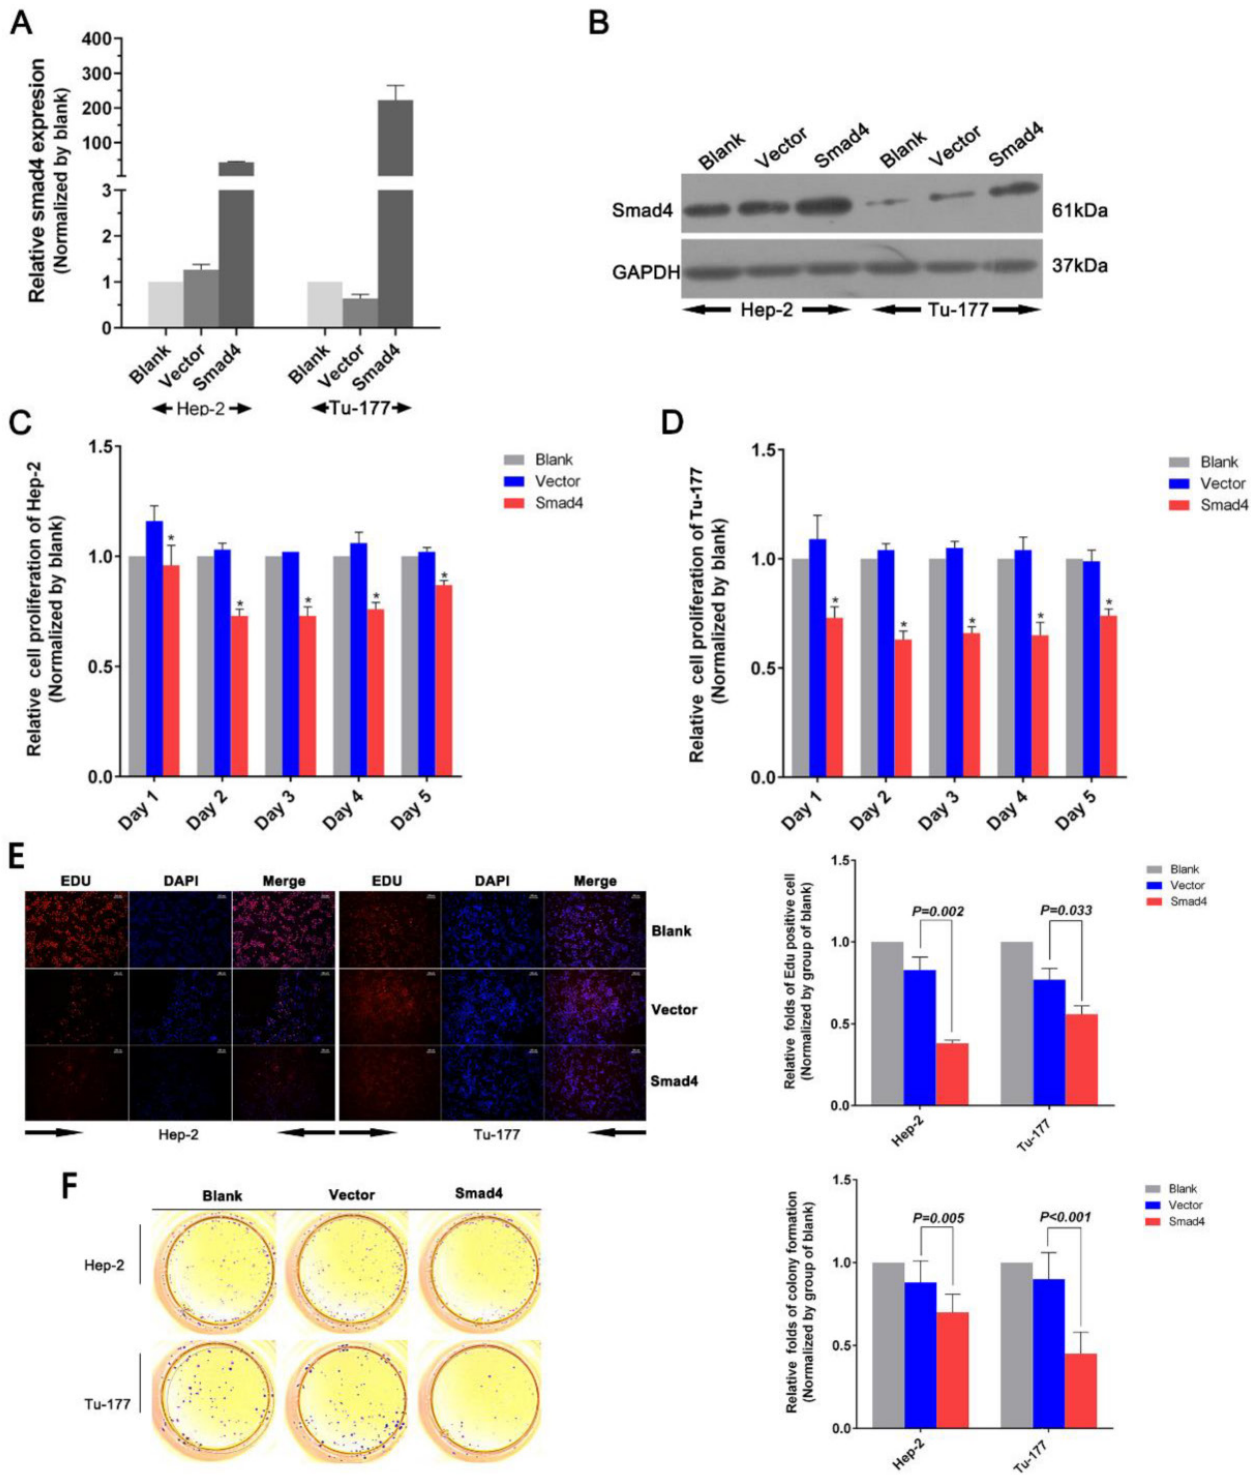 A
Relative smad4 expresion
(Normalized by blank)
400
300
200
100
3
2
1
0
Blank
Vector
Smad4
Blank
Vector
Smad4
Hep-2
Tu-177
B
Blank
Vector
Smad4
Blank
Vector
Smad4
Smad4
61kDa
GAPDH
37kDa
Hep-2
Tu-177
C
Relative cell proliferation of Hep-2
(Normalized by blank)
1.5
1.0
0.5
0.0
* * * * *
Day 1
Day 2
Day 3
Day 4
Day 5
Blank
Vector
Smad4
D
Relative cell proliferation of Tu-177
(Normalized by blank)
1.5
1.0
0.5
0.0
* * * * *
Day 1
Day 2
Day 3
Day 4
Day 5
Blank
Vector
Smad4
E
EDU DAPI Merge EDU DAPI Merge
Blank
Vector
Smad4
Hep-2
Tu-177
Relative folds of Edu positive cell
(Normalized by group of blank)
1.5
1.0
0.5
0.0
P=0.002
P=0.033
Hep-2
Tu-177
Blank
Vector
Smad4
F
Blank Vector Smad4
Hep-2
Tu-177
Relative folds of colony formation
(Normalized by group of blank)
1.5
1.0
0.5
0.0
P=0.005
P<0.001
Hep-2
Tu-177
Blank
Vector
Smad4